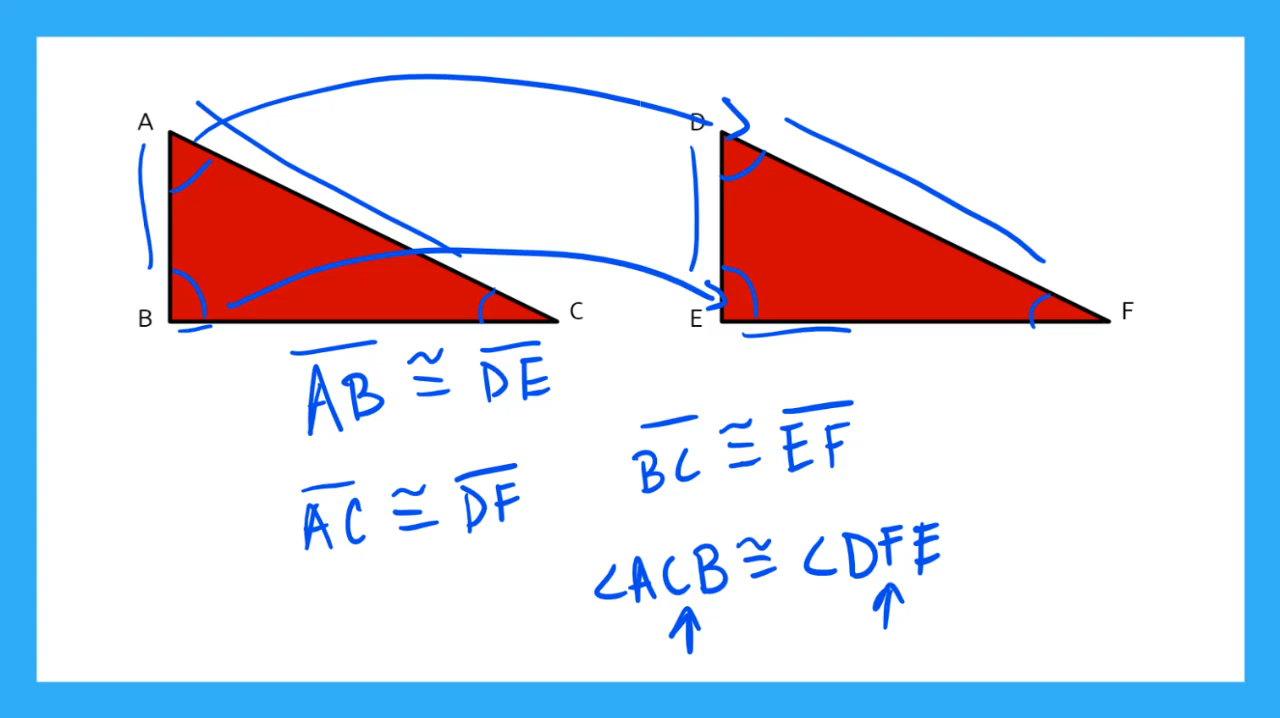 A
D
B
C
E
F
AB ≅ DE
BC ≅ EF
AC ≅ DF
∠ACB ≅ ∠DFE